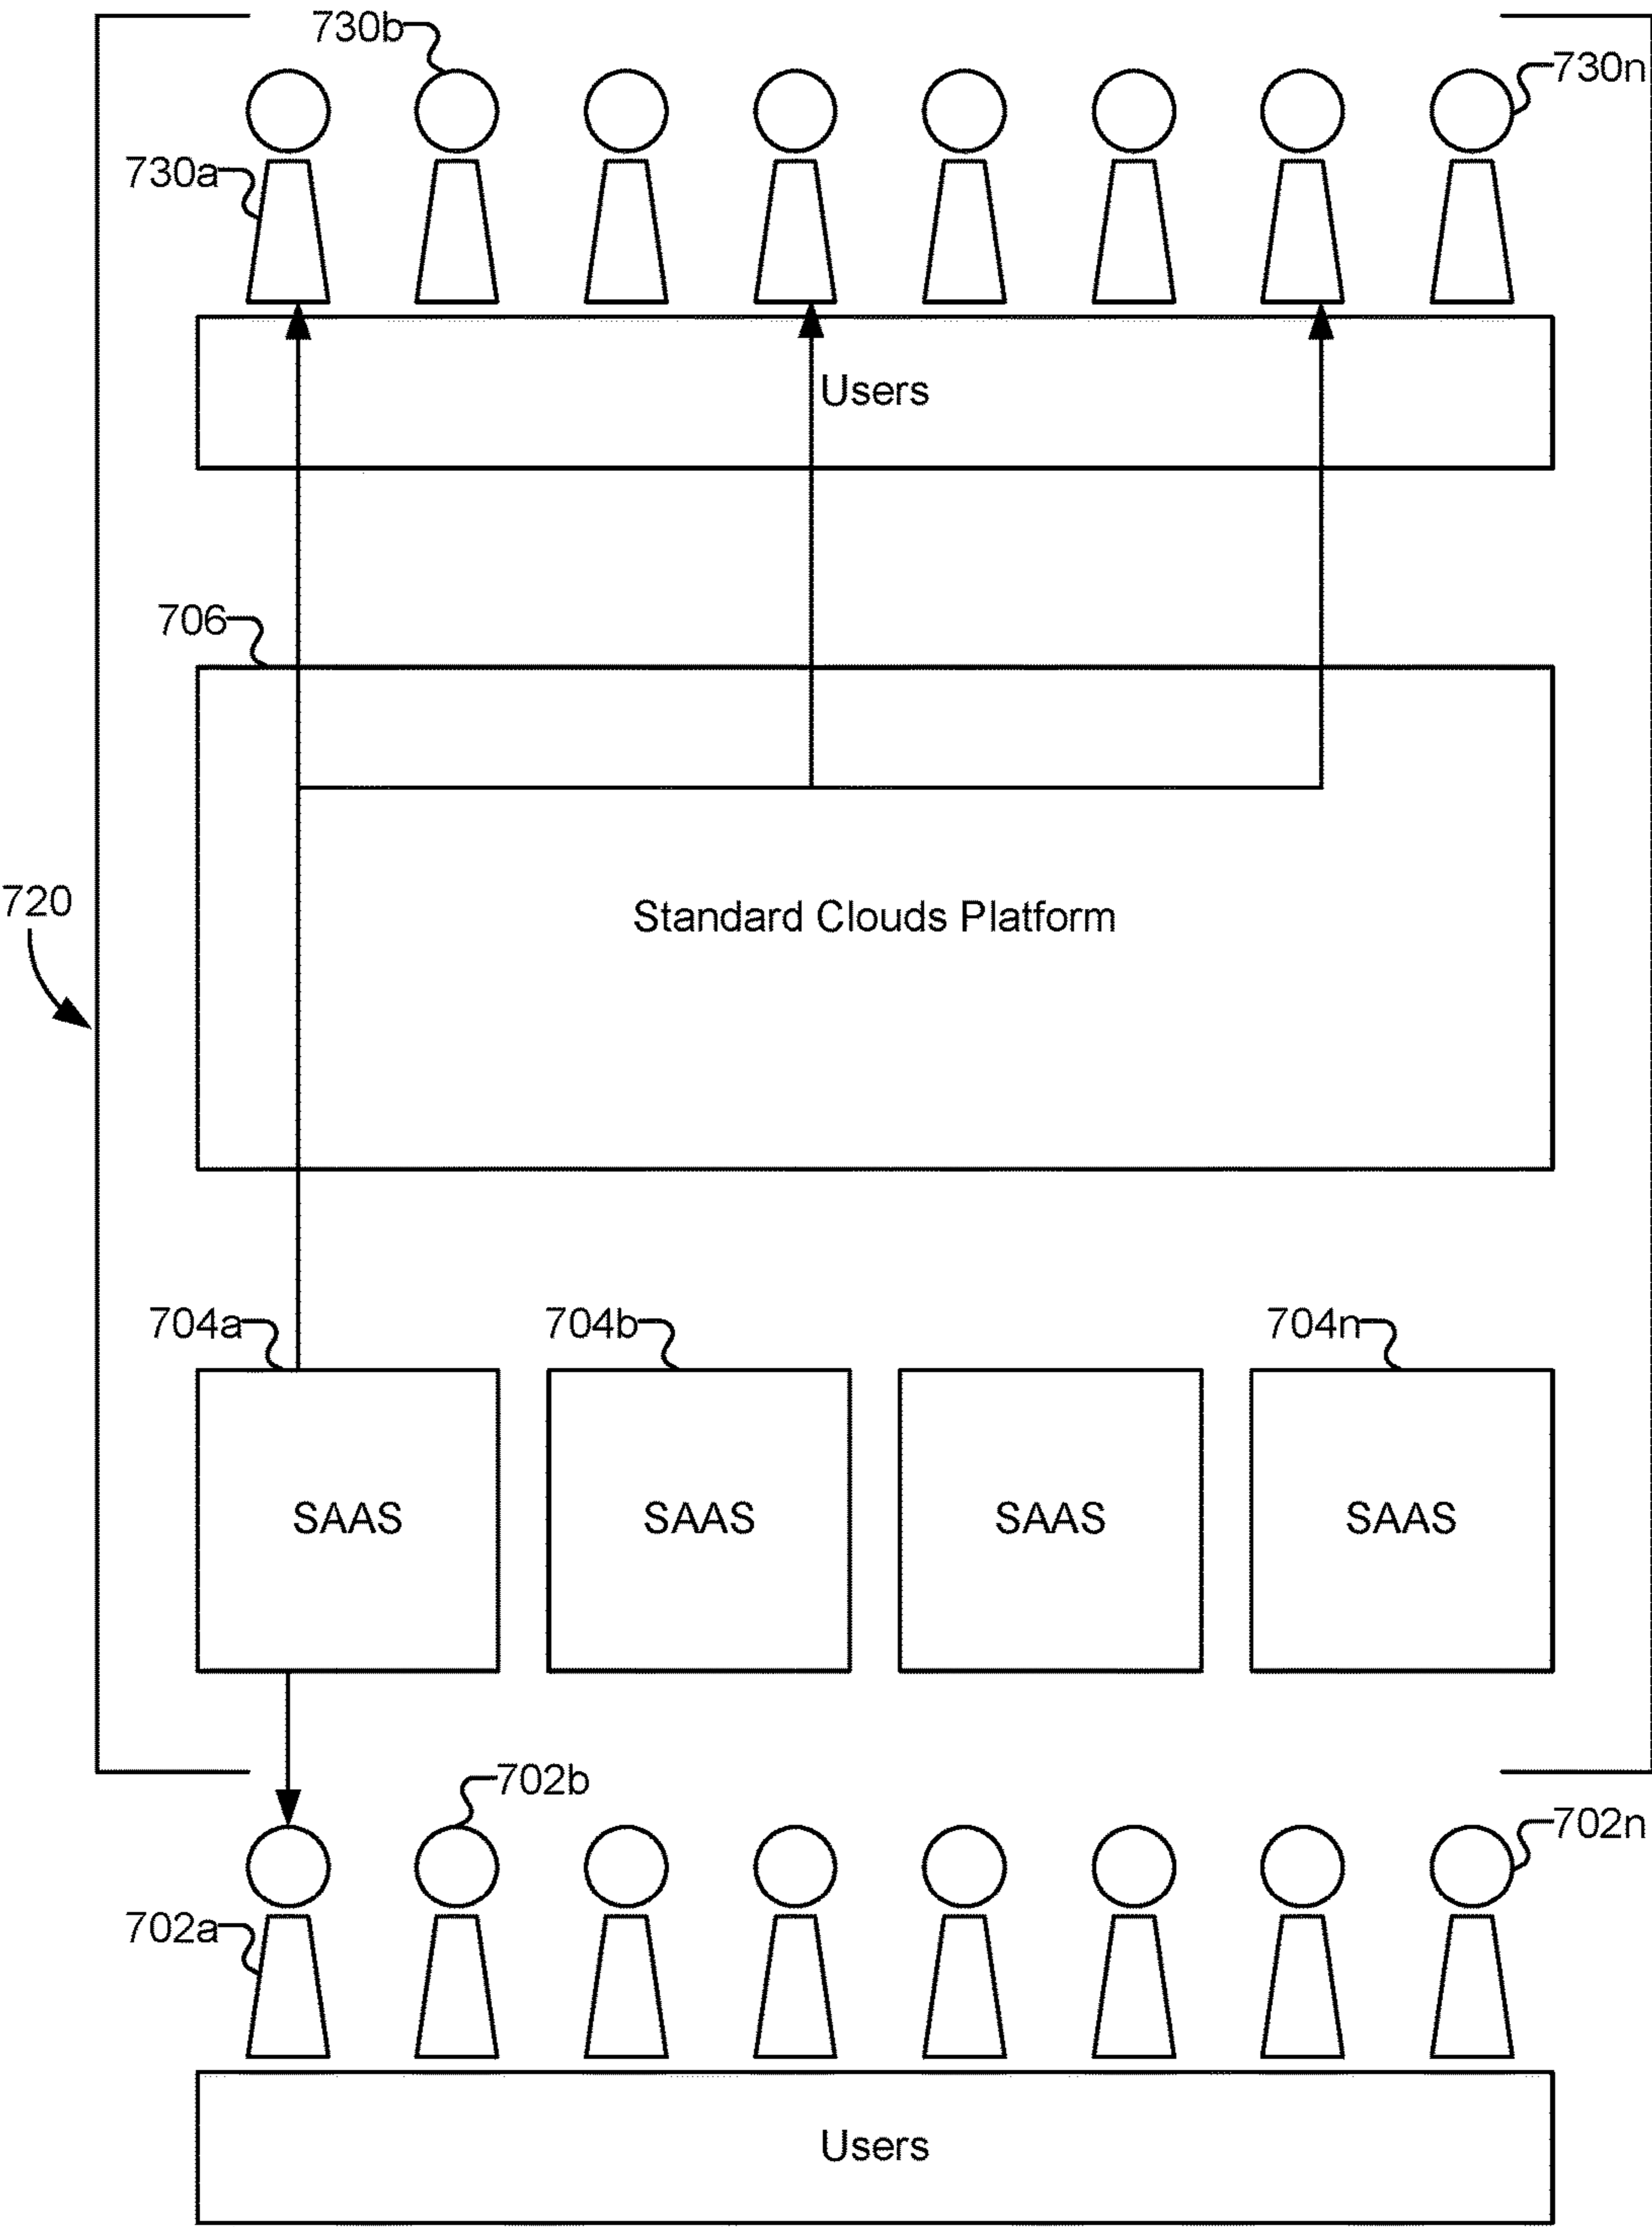 730b
730n
730a
Users
706
720
Standard Clouds Platform
704a
704b
704n
SAAS
SAAS
SAAS
SAAS
702b
702n
702a
Users